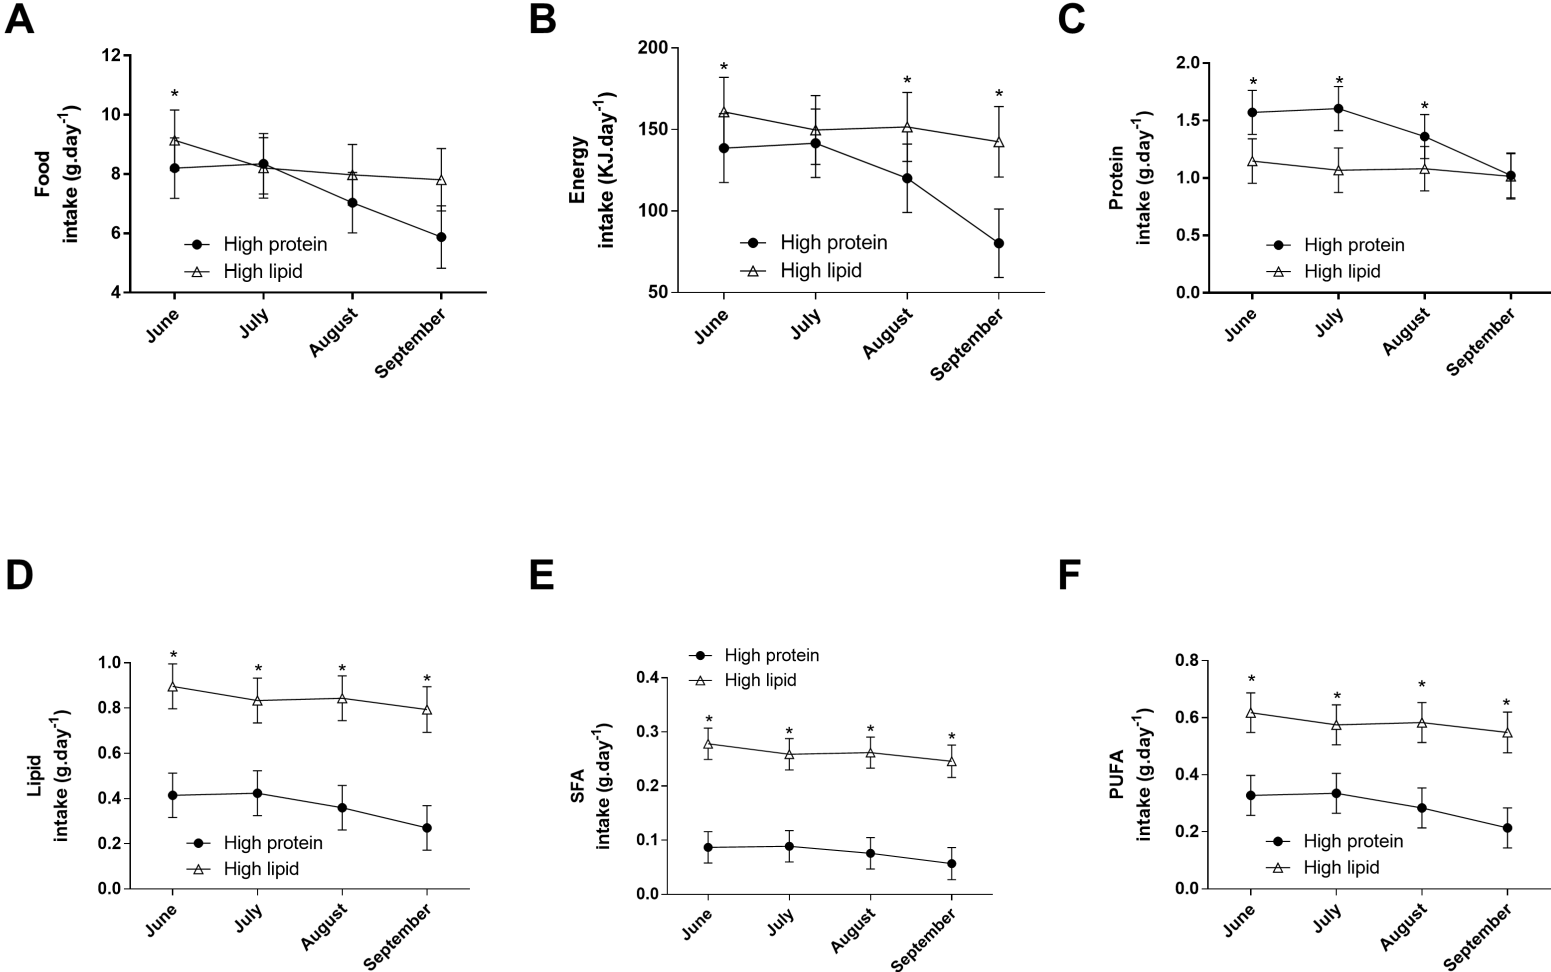 A
Food
intake (g.day-1)
12
10
8
6
4
*
High protein
High lipid
June
July
August
September
B
Energy
intake (KJ.day-1)
200
150
100
50
*
*
*
High protein
High lipid
June
July
August
September
C
Protein
intake (g.day-1)
2.0
1.5
1.0
0.5
0.0
*
*
*
High protein
High lipid
June
July
August
September
D
Lipid
intake (g.day-1)
1.0
0.8
0.6
0.4
0.2
0.0
*
*
*
*
High protein
High lipid
June
July
August
September
E
High protein
High lipid
SFA
intake (g.day-1)
0.4
0.3
0.2
0.1
0.0
*
*
*
*
June
July
August
September
F
PUFA
intake (g.day-1)
0.8
0.6
0.4
0.2
0.0
*
*
*
*
High protein
High lipid
June
July
August
September